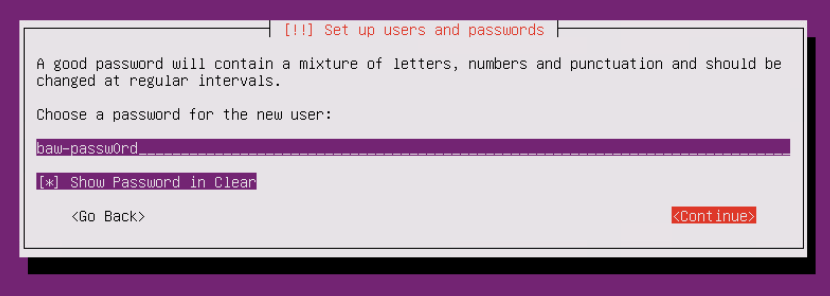 [!!] Set up users and passwords
A good password will contain a mixture of letters, numbers and punctuation and should be
changed at regular intervals.
Choose a password for the new user:
baw-passw0rd
[*] Show Password in Clear
<Go Back> <Continue>